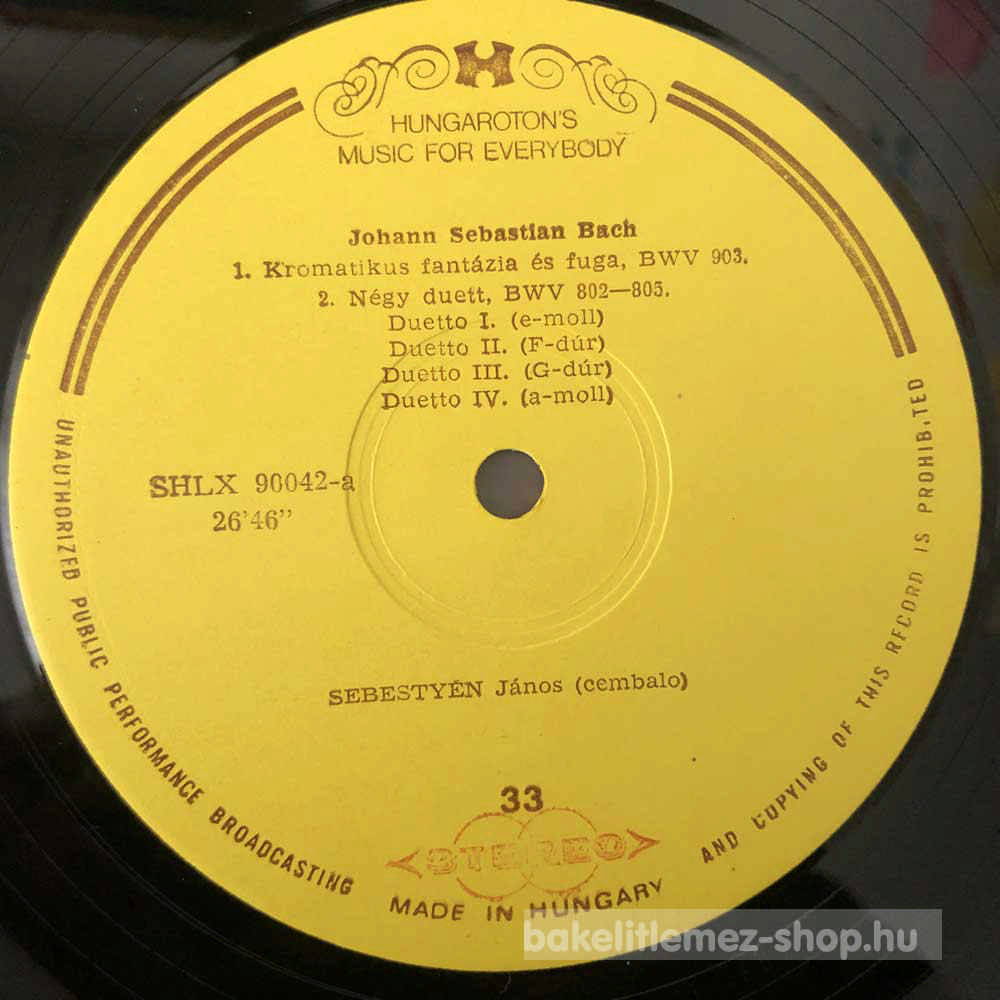 H
HUNGAROTON'S
MUSIC FOR EVERYBODY
Johann Sebastian Bach
1. Kromatikus fantázia és fuga, BWV 903.
2. Négy duett, BWV 802—805.
Duetto I. (e-moll)
Duetto II. (F-dúr)
Duetto III. (G-dúr)
Duetto IV. (a-moll)
SHLX 90042-a
26'46"
SEBESTYÉN János (cembalo)
33
STEREO
MADE IN HUNGARY
UNAUTHORIZED PUBLIC PERFORMANCE BROADCASTING AND COPYING OF THIS RECORD IS PROHIBITED
bakelitlemez-shop.hu